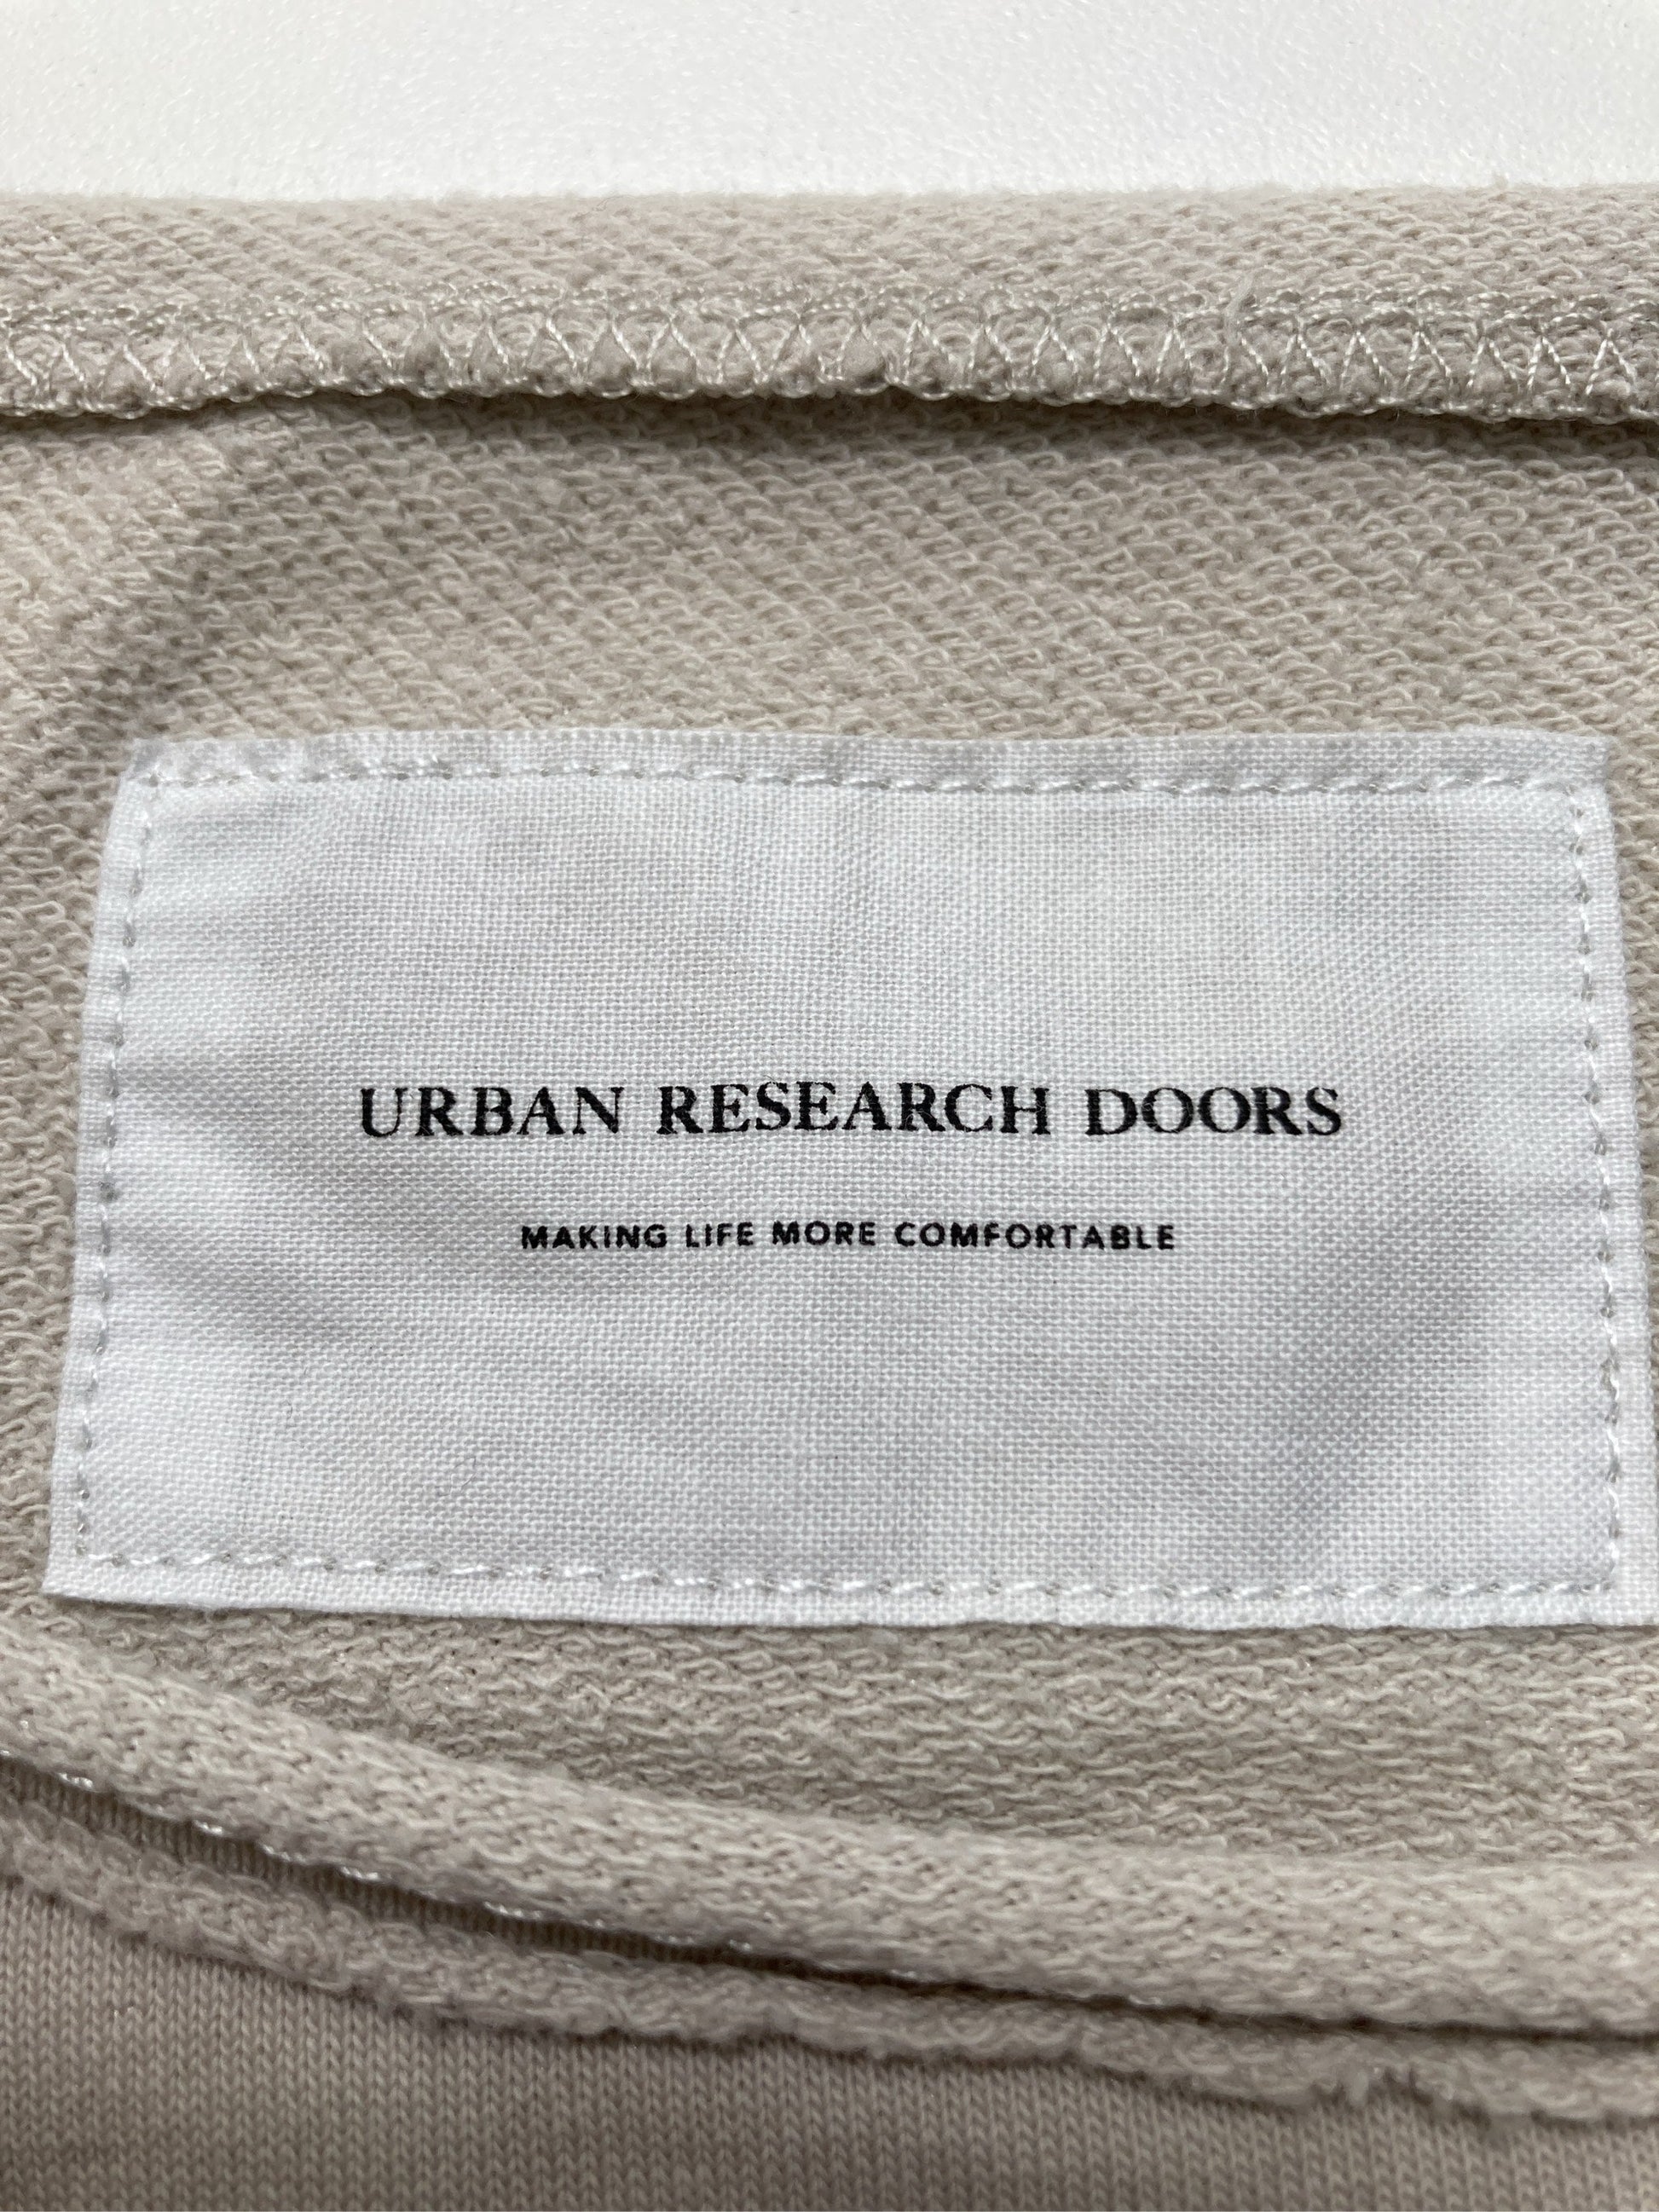 URBAN RESEARCH DOORS
MAKING LIFE MORE COMFORTABLE